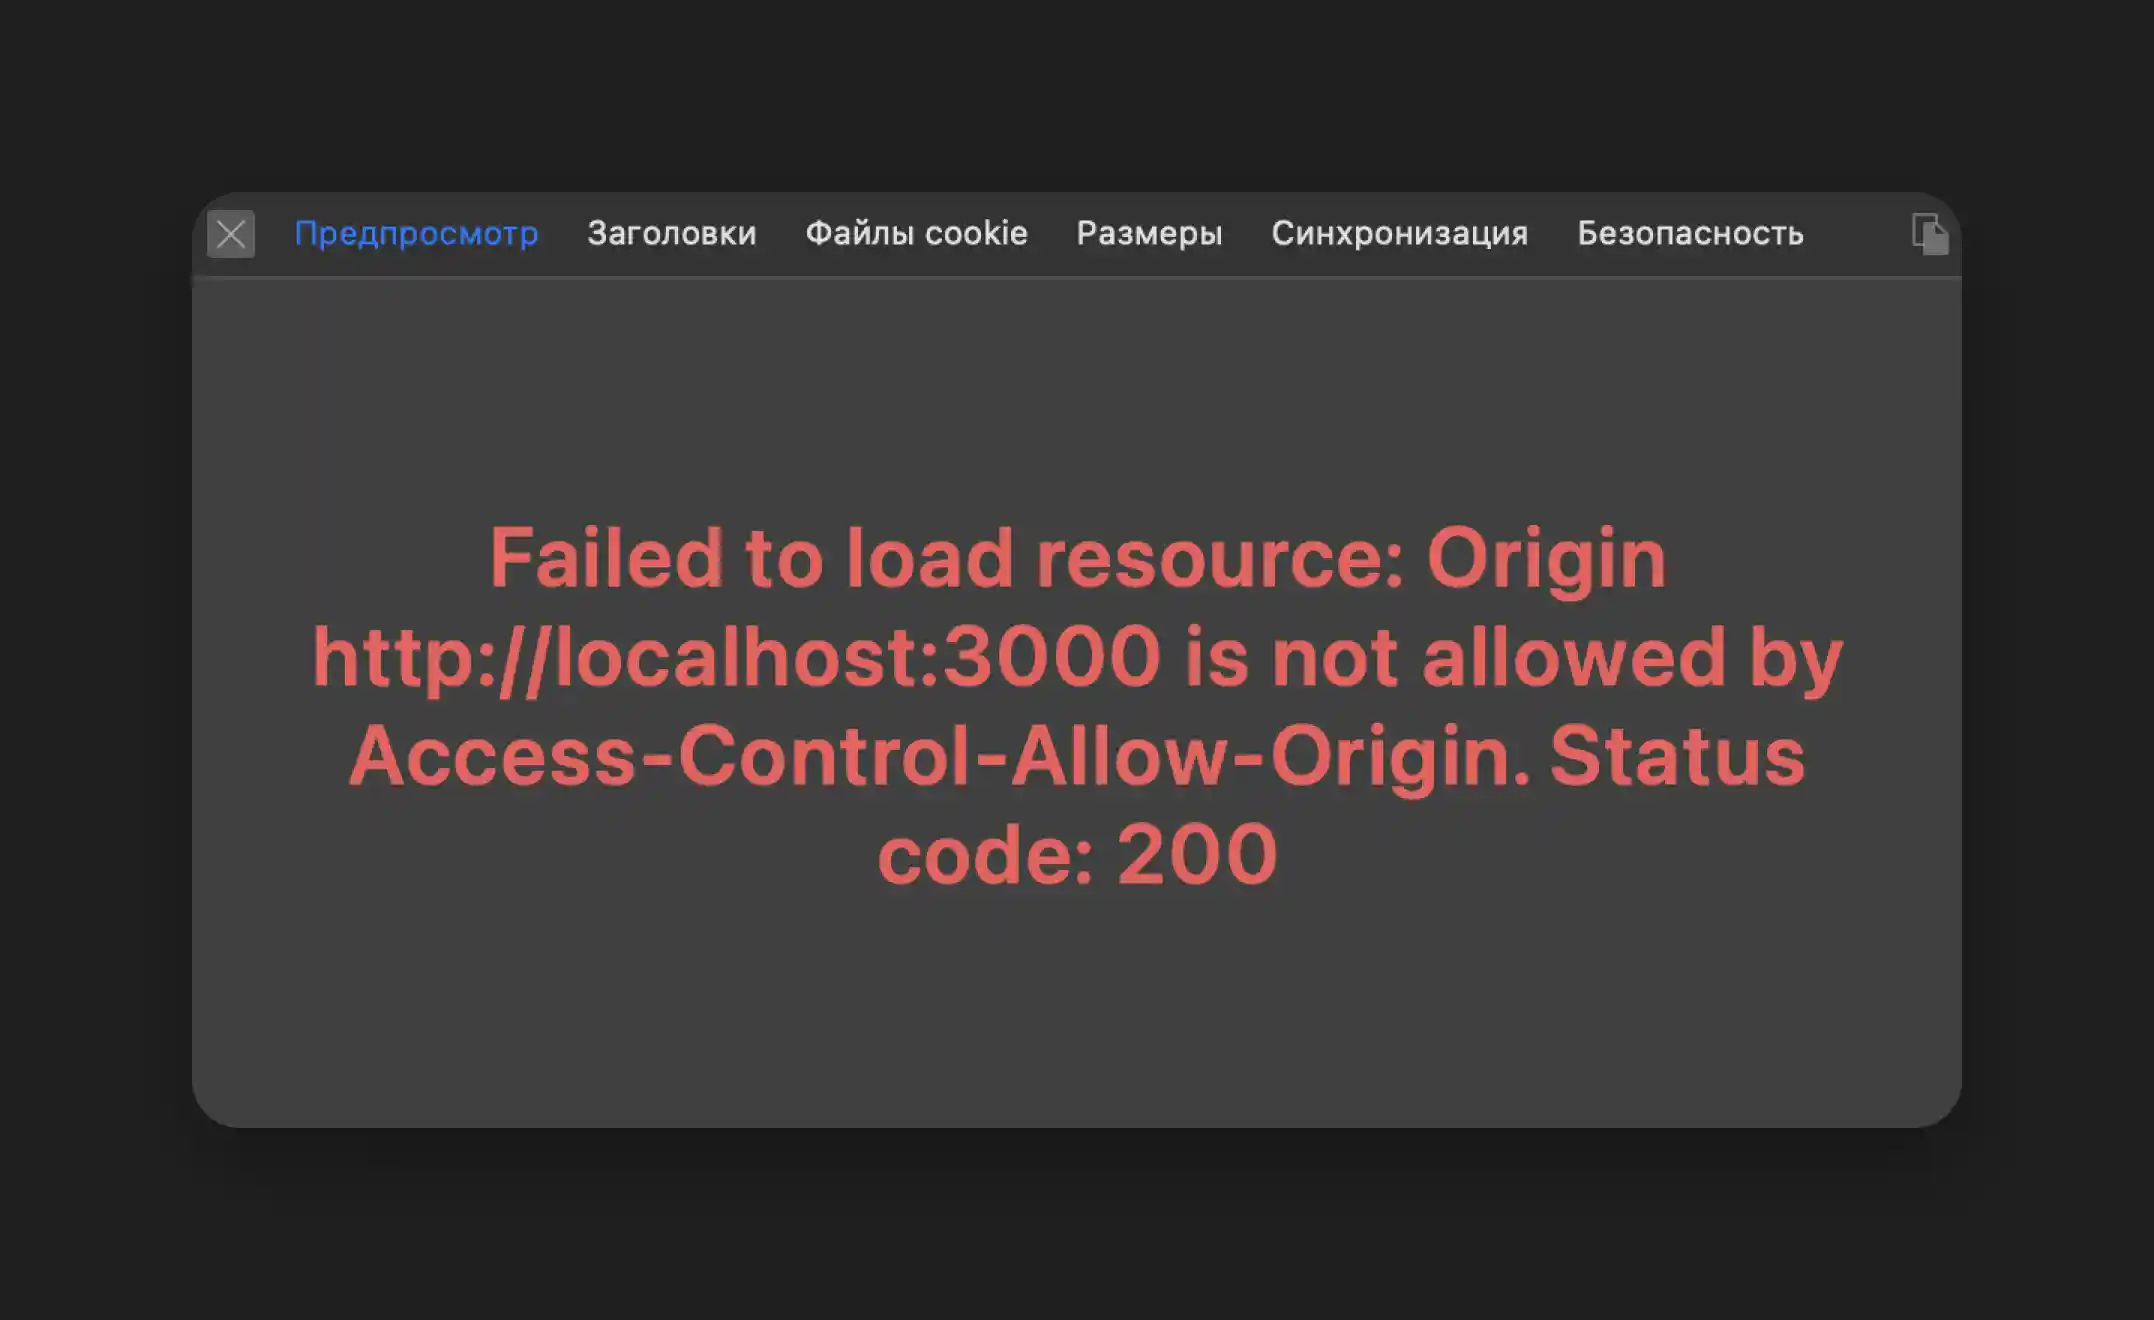 Предпросмотр Заголовки Файлы cookie Размеры Синхронизация Безопасность
Failed to load resource: Origin
http://localhost:3000 is not allowed by
Access-Control-Allow-Origin. Status
code: 200